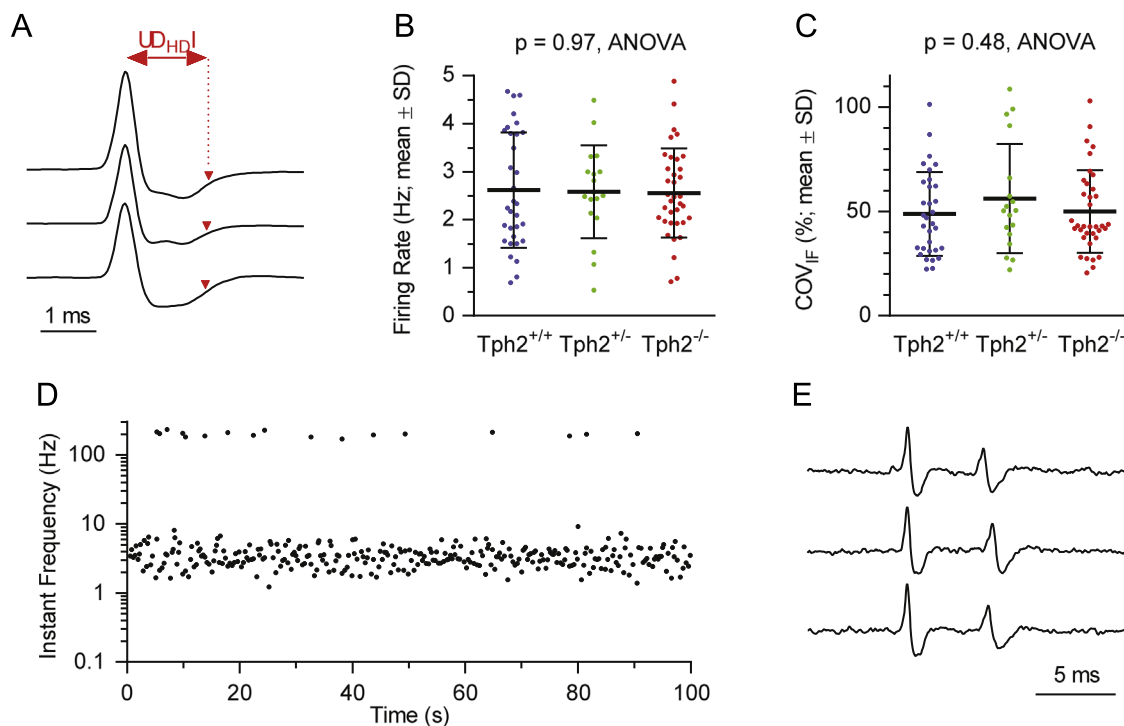 A
UD_HD I
1 ms
B
p = 0.97, ANOVA
Firing Rate (Hz; mean ± SD)
5
4
3
2
1
0
Tph2+/+ Tph2+/- Tph2-/-
C
p = 0.48, ANOVA
COV_IF (%; mean ± SD)
100
50
0
Tph2+/+ Tph2+/- Tph2-/-
D
Instant Frequency (Hz)
100
10
1
0.1
0 20 40 60 80 100
Time (s)
E
5 ms